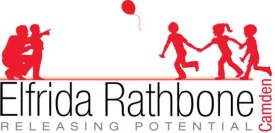 Elfrida Rathbone
Camden
RELEASING POTENTIAL